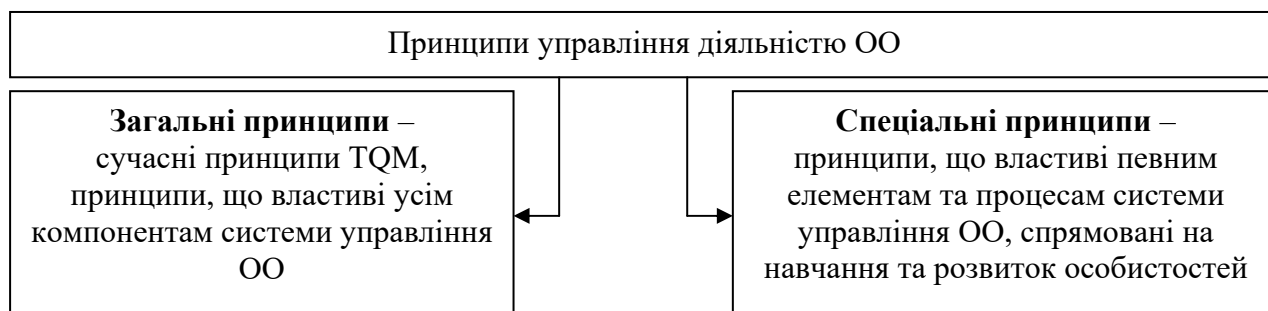 Принципи управління діяльністю ОО
Загальні принципи –
сучасні принципи TQM,
принципи, що властиві усім
компонентам системи управління
ОО
Спеціальні принципи –
принципи, що властиві певним
елементам та процесам системи
управління ОО, спрямовані на
навчання та розвиток особистостей